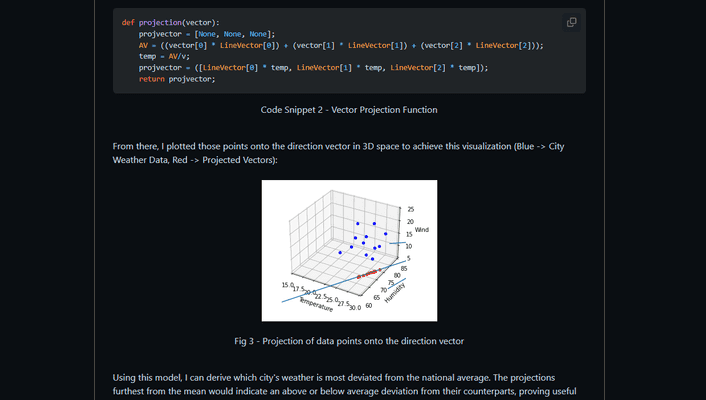 def projection(vector):
projvector = [None, None, None];
AV = ((vector[0] * LineVector[0]) + (vector[1] * LineVector[1]) + (vector[2] * LineVector[2]));
temp = AV/v;
projvector = ([LineVector[0] * temp, LineVector[1] * temp, LineVector[2] * temp]);
return projvector;
Code Snippet 2 - Vector Projection Function
From there, I plotted those points onto the direction vector in 3D space to achieve this visualization (Blue -> City
Weather Data, Red -> Projected Vectors):
25
20
Wind
15
10
5
85
80
75
70
65
60
Humidity
15.0 17.5 20.0 22.5 25.0 27.5 30.0
Temperature
Fig 3 - Projection of data points onto the direction vector
Using this model, I can derive which city's weather is most deviated from the national average. The projections
furthest from the mean would indicate an above or below average deviation from their counterparts, proving useful